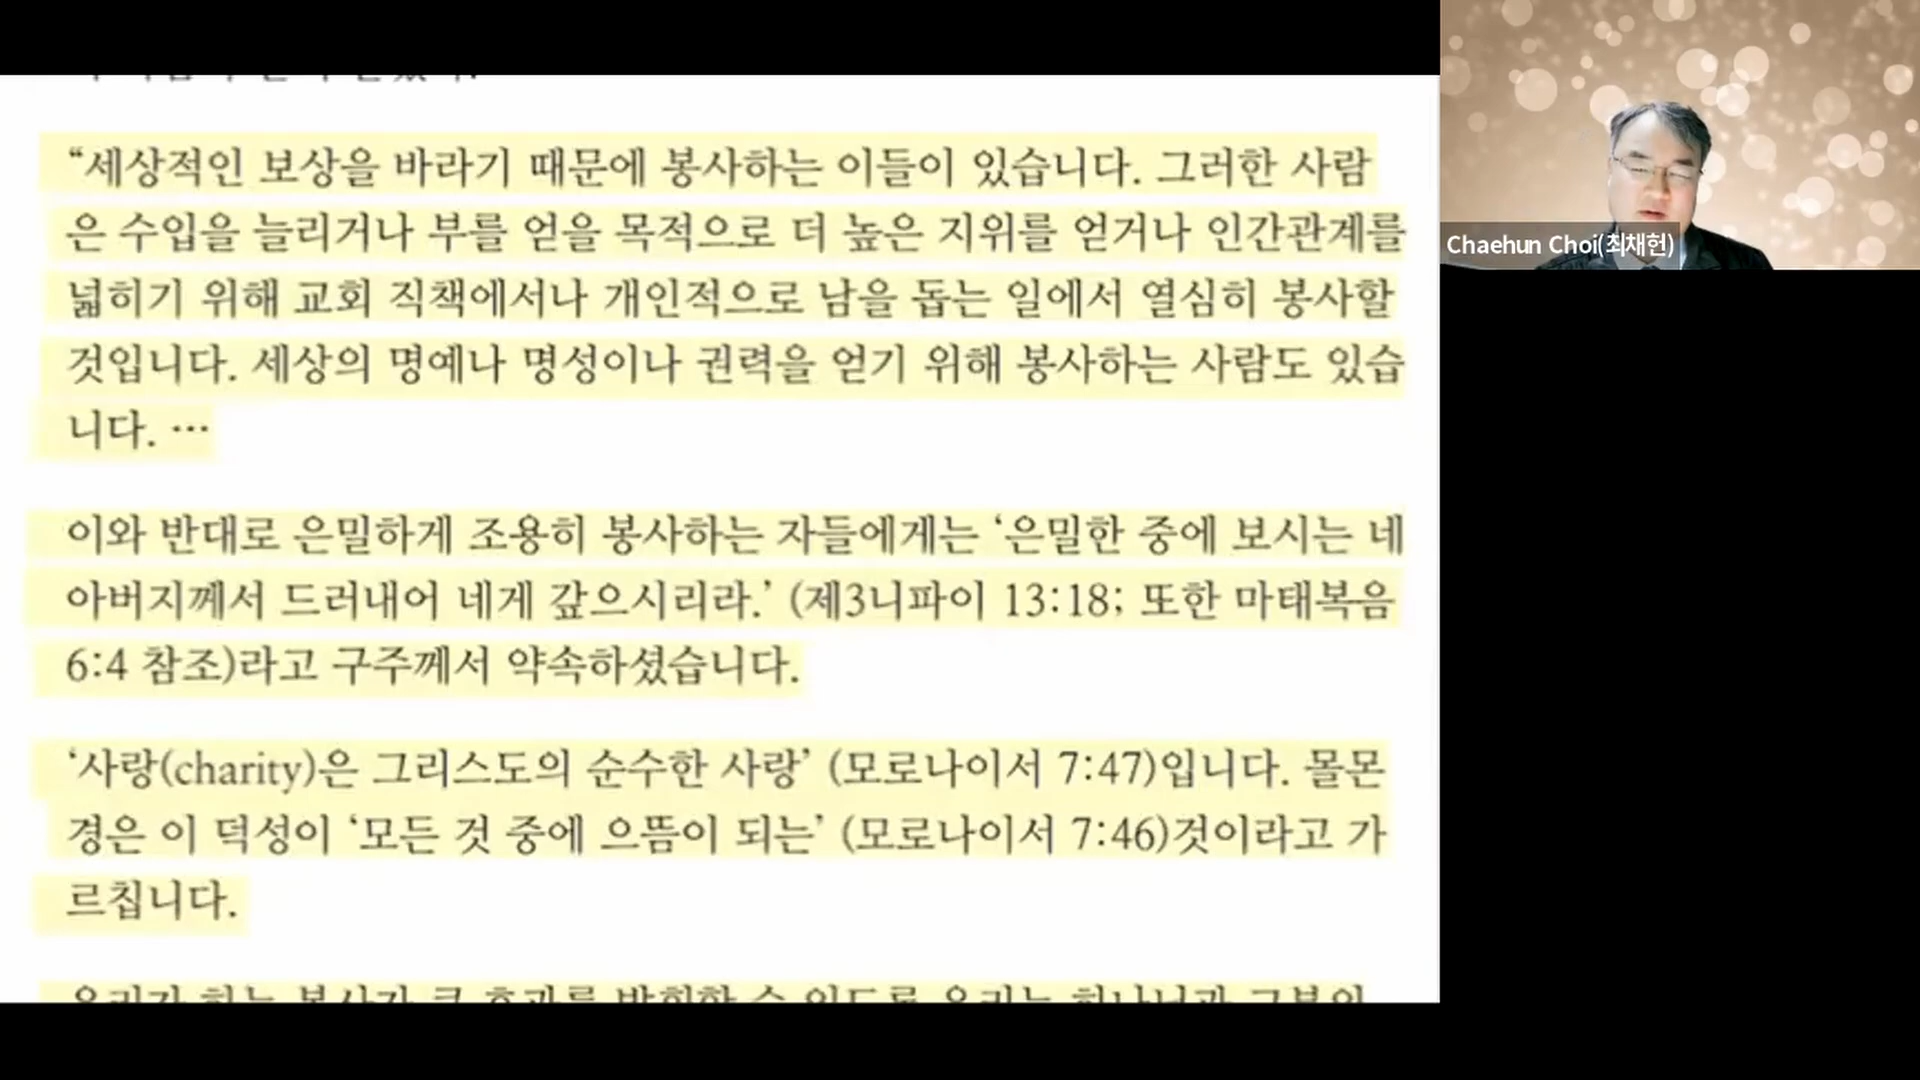 “세상적인 보상을 바라기 때문에 봉사하는 이들이 있습니다. 그러한 사람
은 수입을 늘리거나 부를 얻을 목적으로 더 높은 지위를 얻거나 인간관계를
넓히기 위해 교회 직책에서나 개인적으로 남을 돕는 일에서 열심히 봉사할
것입니다. 세상의 명예나 명성이나 권력을 얻기 위해 봉사하는 사람도 있습
니다. …
이와 반대로 은밀하게 조용히 봉사하는 자들에게는 ‘은밀한 중에 보시는 네
아버지께서 드러내어 네게 갚으시리라.’ (제3니파이 13:18; 또한 마태복음
6:4 참조)라고 구주께서 약속하셨습니다.
‘사랑(charity)은 그리스도의 순수한 사랑’ (모로나이서 7:47)입니다. 몰몬
경은 이 덕성이 ‘모든 것 중에 으뜸이 되는’ (모로나이서 7:46)것이라고 가
르칩니다.
Chaehun Choi(최채헌)